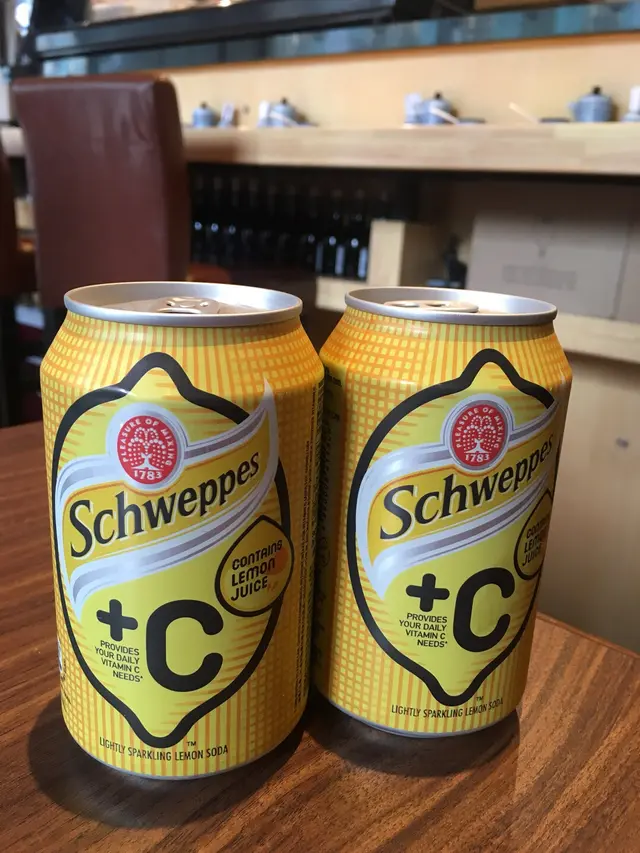 PLEASURE OF MIXING
1783
Schweppes
CONTAINS
LEMON
JUICE
+C
PROVIDES
YOUR DAILY
VITAMIN C
NEEDS*
TM
LIGHTLY SPARKLING LEMON SODA
PLEASURE OF MIXING
1783
Schweppes
CONTAINS
LEMON
JUICE
+C
PROVIDES
YOUR DAILY
VITAMIN C
NEEDS*
TM
LIGHTLY SPARKLING LEMON SODA